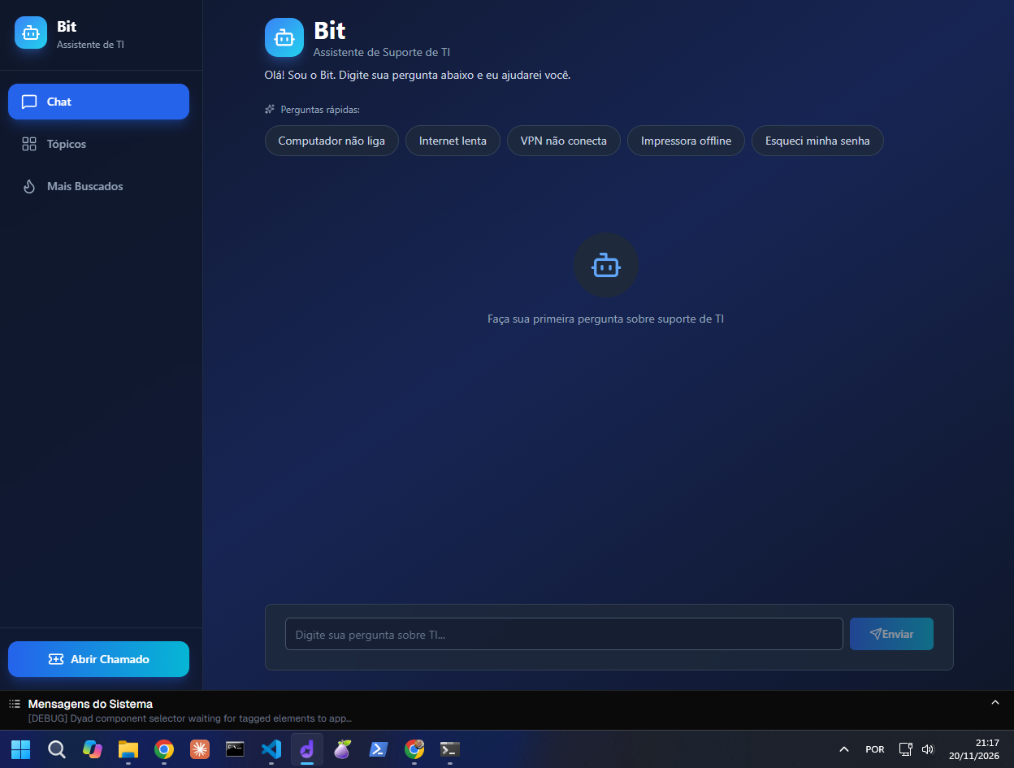 Bit
Assistente de TI
Chat
Tópicos
Mais Buscados
Abrir Chamado
Bit
Assistente de Suporte de TI
Olá! Sou o Bit. Digite sua pergunta abaixo e eu ajudarei você.
Perguntas rápidas:
Computador não liga
Internet lenta
VPN não conecta
Impressora offline
Esqueci minha senha
Faça sua primeira pergunta sobre suporte de TI
Digite sua pergunta sobre TI...
Enviar
Mensagens do Sistema
[DEBUG] Dyad component selector waiting for tagged elements to app...
POR
21:17
20/11/2026